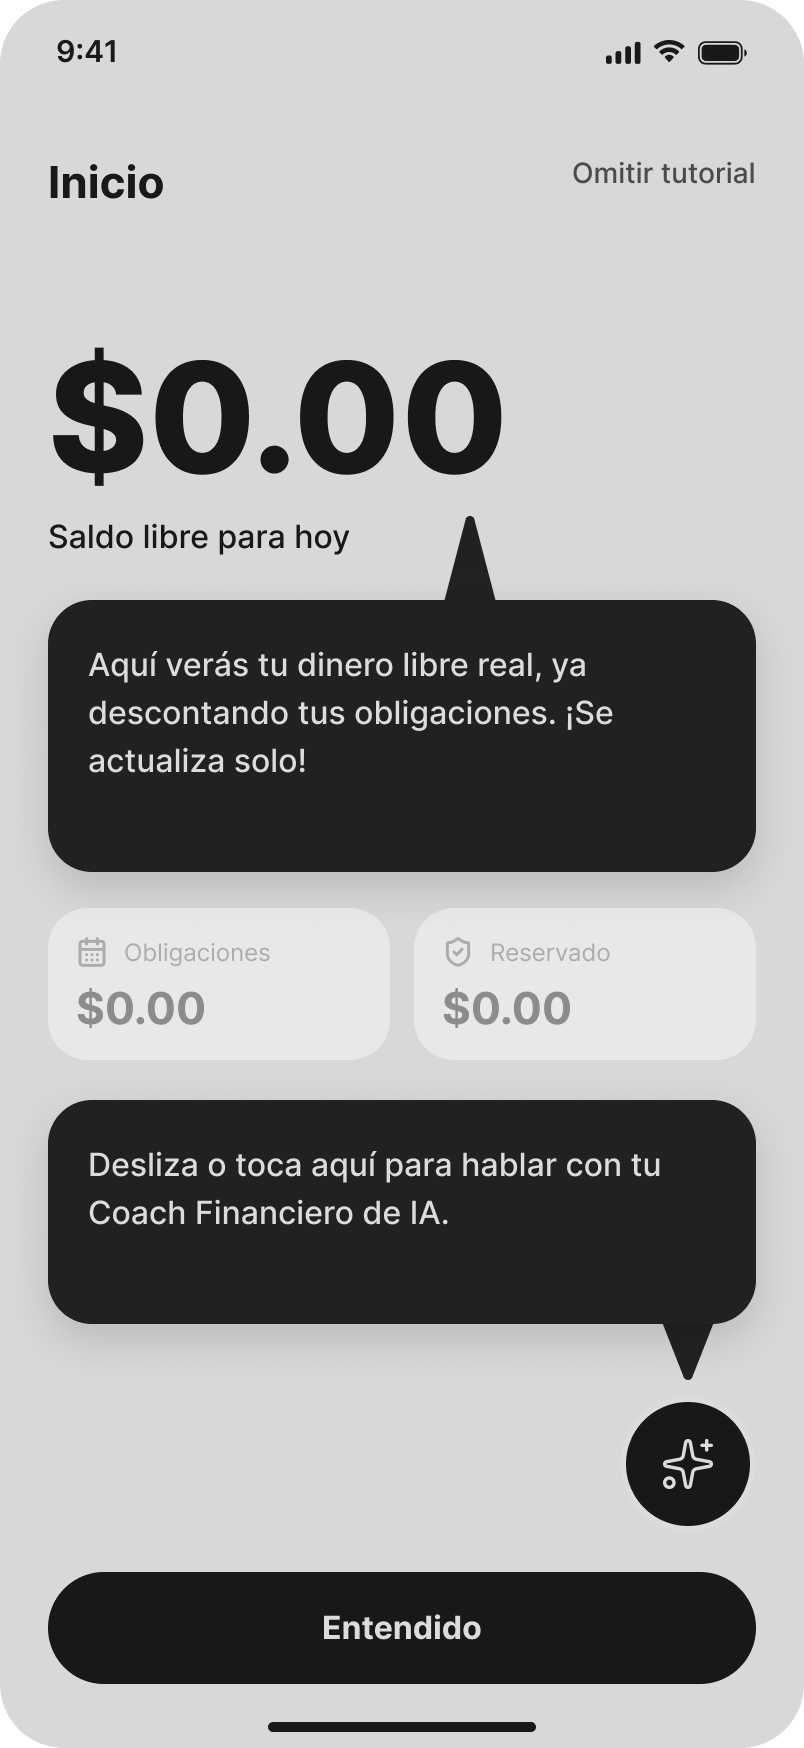 9:41
Inicio
Omitir tutorial
$0.00
Saldo libre para hoy
Aquí verás tu dinero libre real, ya
descontando tus obligaciones. ¡Se
actualiza solo!
Obligaciones
$0.00
Reservado
$0.00
Desliza o toca aquí para hablar con tu
Coach Financiero de IA.
Entendido